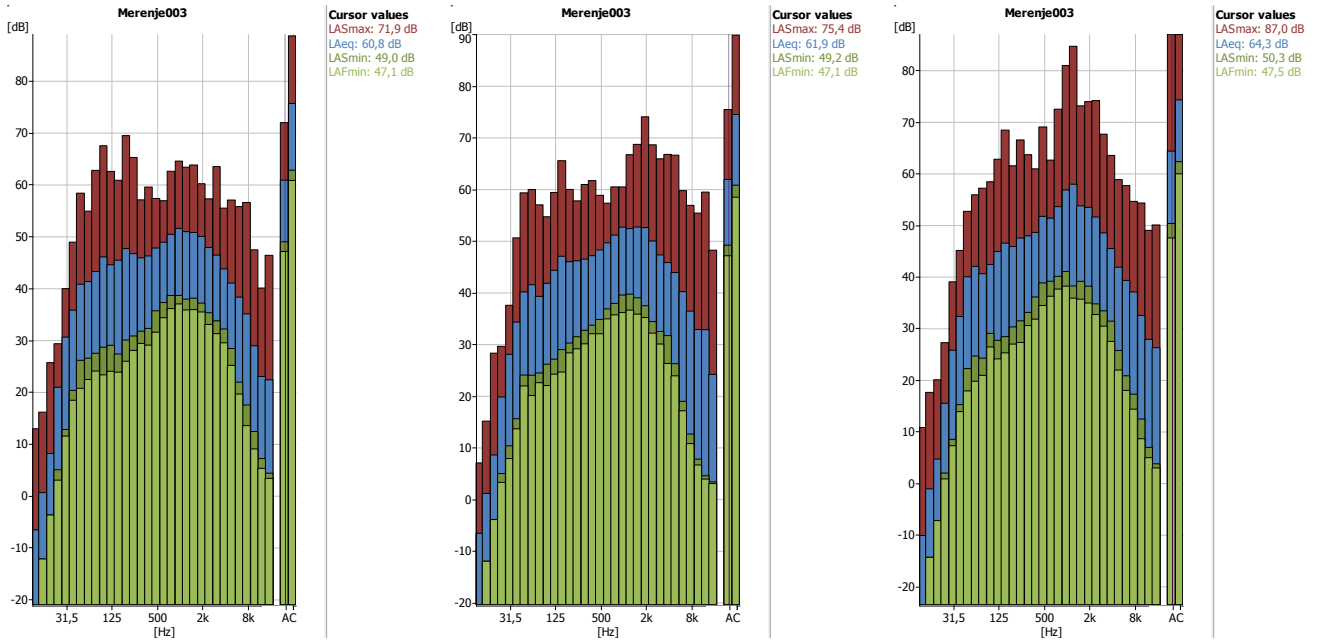 Merenje003
[dB]
80
70
60
50
40
30
20
10
0
-10
-20
31,5 125 500 2k 8k AC
[Hz]
Cursor values
LASmax: 71,9 dB
LAeq: 60,8 dB
LASmin: 49,0 dB
LAFmin: 47,1 dB
Merenje003
[dB]
90
80
70
60
50
40
30
20
10
0
-10
-20
31,5 125 500 2k 8k AC
[Hz]
Cursor values
LASmax: 75,4 dB
LAeq: 61,9 dB
LASmin: 49,2 dB
LAFmin: 47,1 dB
Merenje003
[dB]
80
70
60
50
40
30
20
10
0
-10
-20
31,5 125 500 2k 8k AC
[Hz]
Cursor values
LASmax: 87,0 dB
LAeq: 64,3 dB
LASmin: 50,3 dB
LAFmin: 47,5 dB